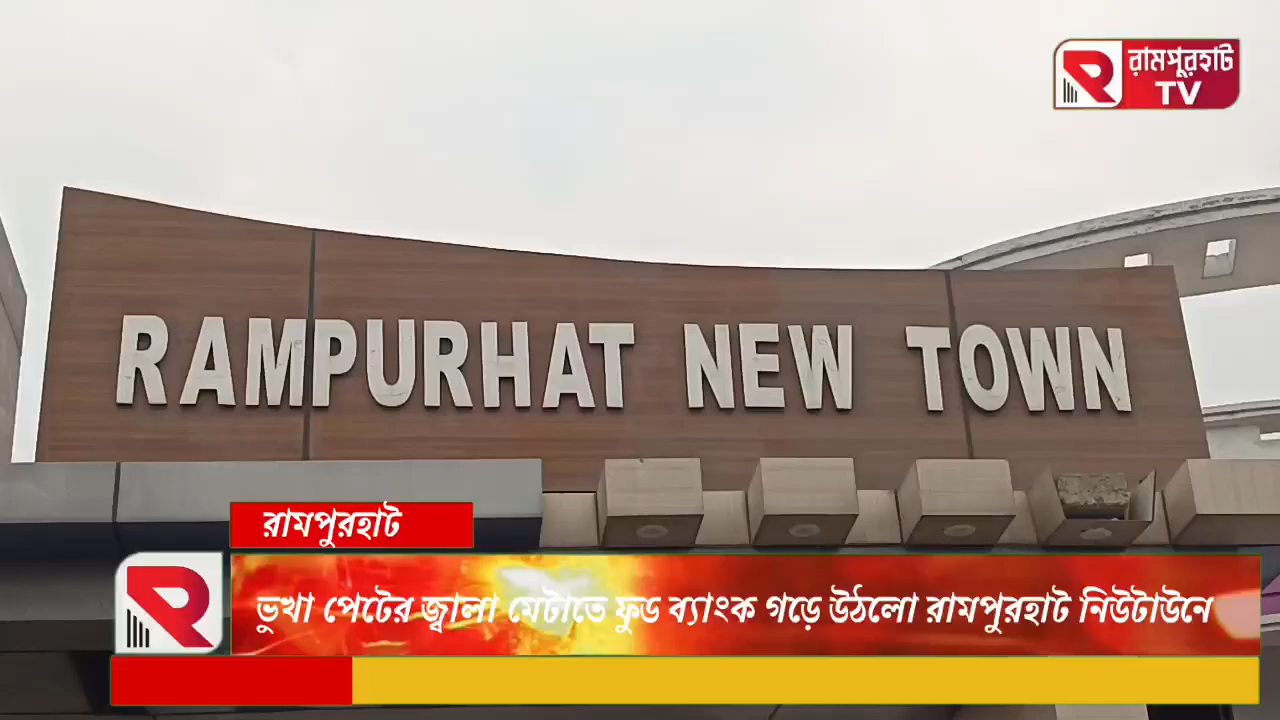 রামপুরহাট
TV
RAMPURHAT NEW TOWN
রামপুরহাট
ভুখা পেটের জ্বালা মেটাতে ফুড ব্যাংক গড়ে উঠলো রামপুরহাট নিউটাউনে